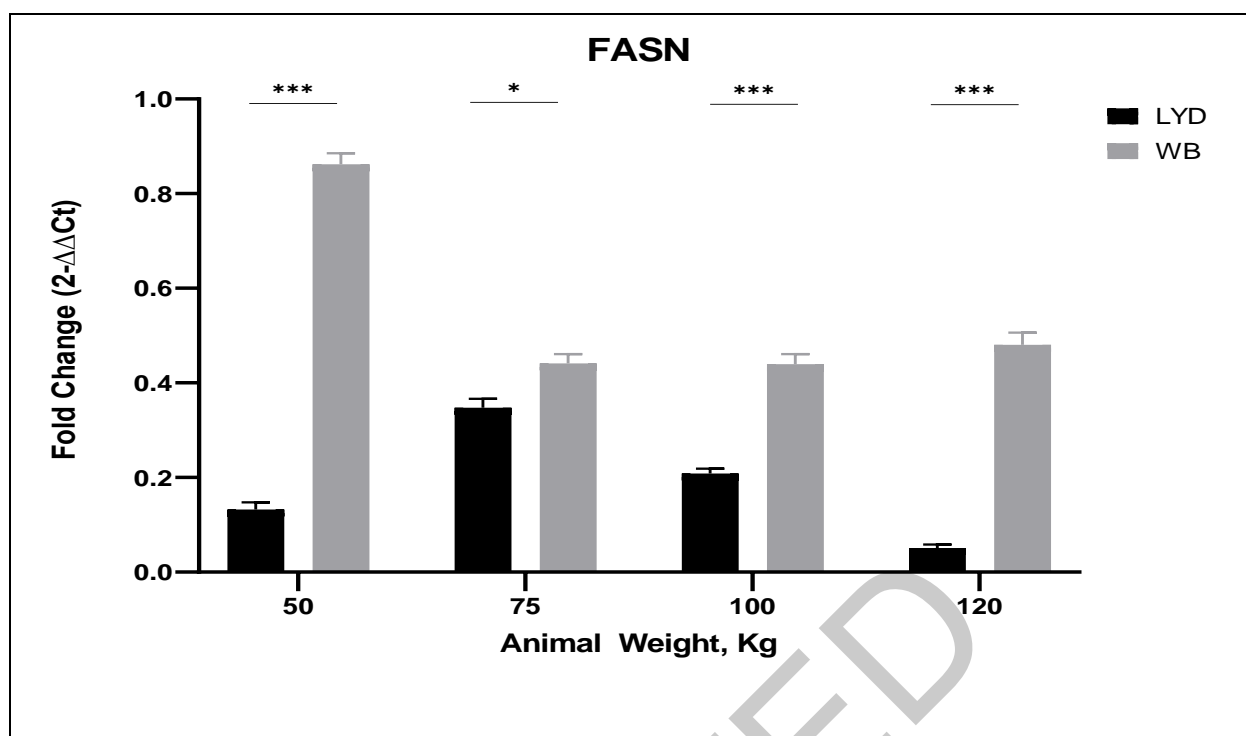 FASN
*** * *** ***
LYD
WB
1.0
0.8
0.6
0.4
0.2
0.0
Fold Change (2-ΔΔCt)
50 75 100 120
Animal Weight, Kg